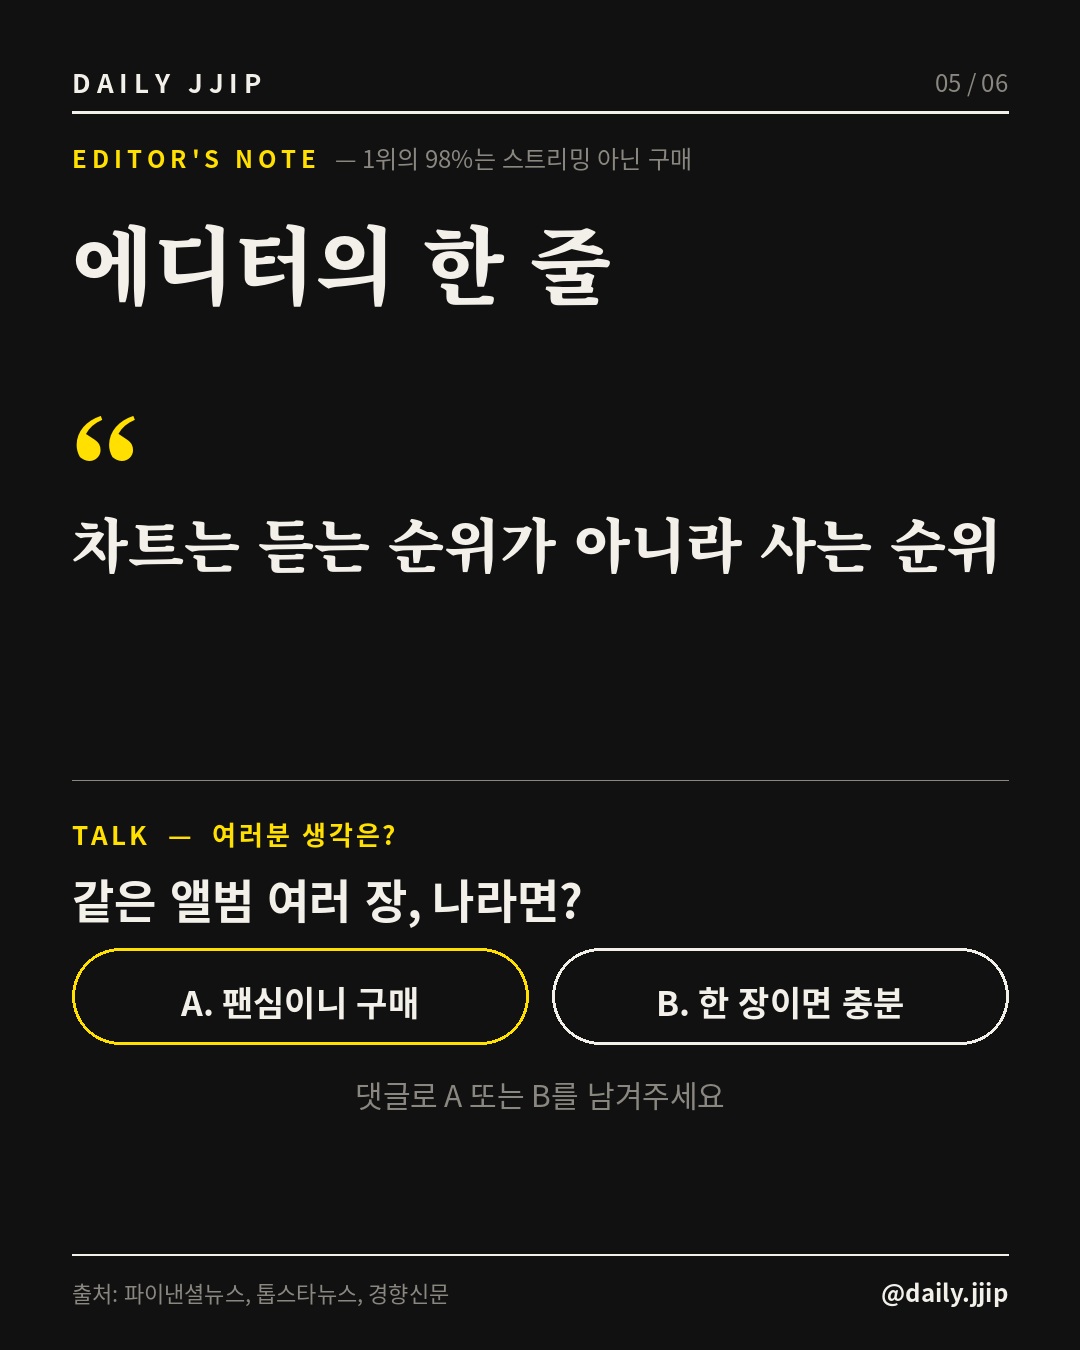 DAILY JJIP
05 / 06
EDITOR'S NOTE — 1위의 98%는 스트리밍 아닌 구매
에디터의 한 줄
“
차트는 듣는 순위가 아니라 사는 순위
TALK — 여러분 생각은?
같은 앨범 여러 장, 나라면?
A. 팬심이니 구매
B. 한 장이면 충분
댓글로 A 또는 B를 남겨주세요
출처: 파이낸셜뉴스, 톱스타뉴스, 경향신문
@daily.jjip